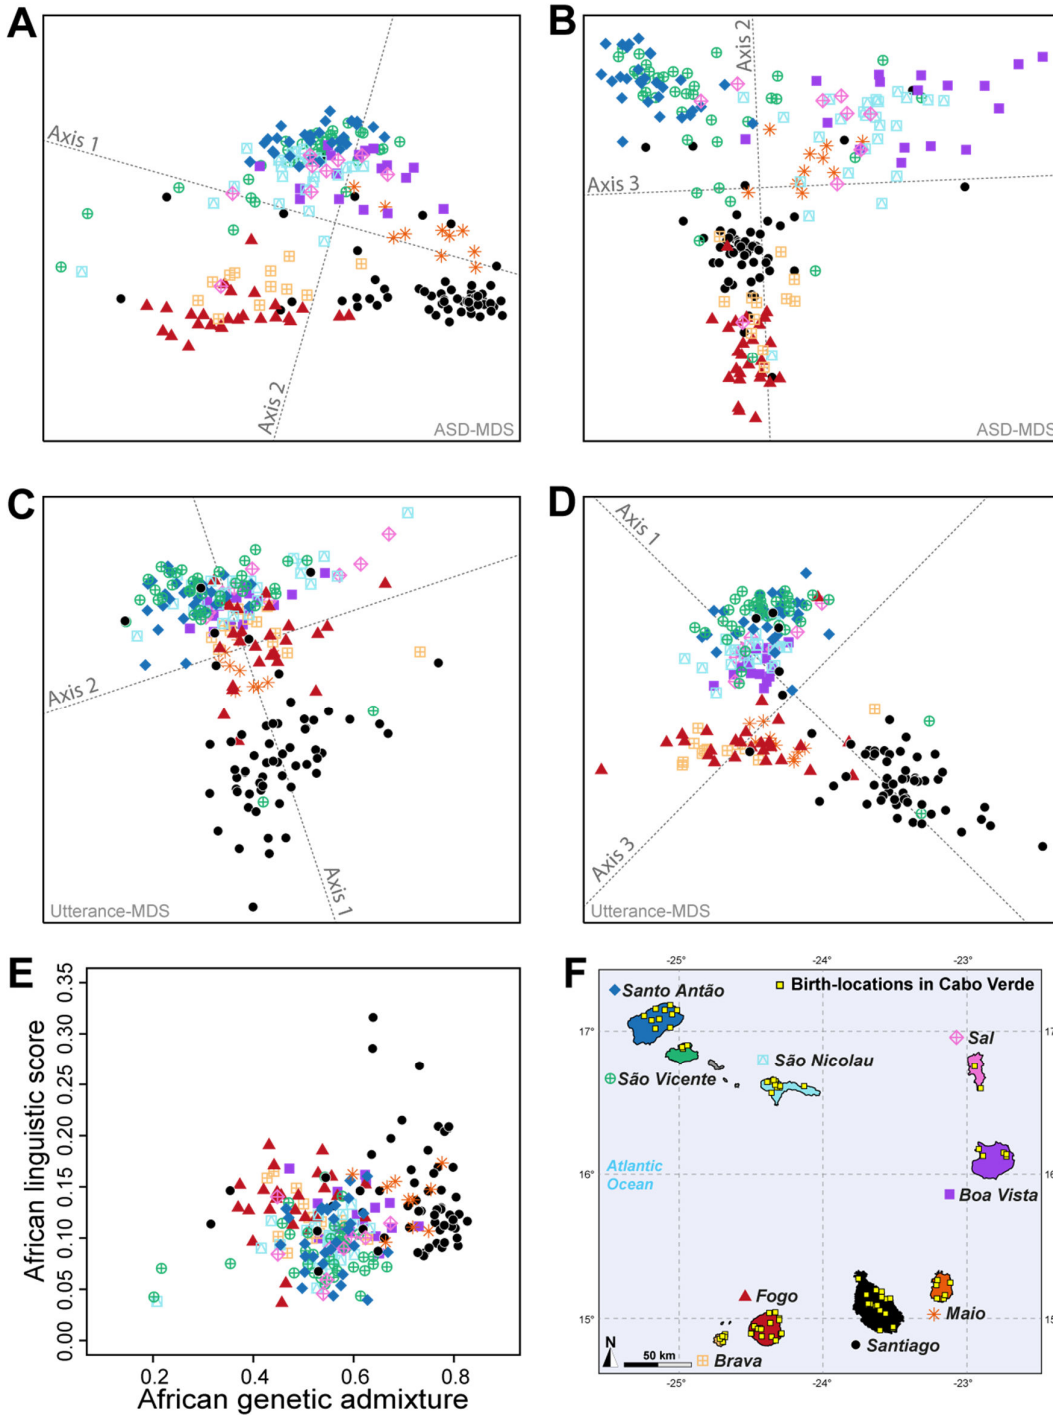 A
Axis 1
Axis 2
ASD-MDS
B
Axis 2
Axis 3
ASD-MDS
C
Axis 2
Axis 1
Utterance-MDS
D
Axis 1
Axis 3
Utterance-MDS
E
African linguistic score
0.35
0.30
0.25
0.20
0.15
0.10
0.05
0.00
0.2 0.4 0.6 0.8
African genetic admixture
F
-25° -24° -23°
Birth-locations in Cabo Verde
Santo Antão
17° 17
Sal
São Nicolau
São Vicente
Atlantic
Ocean
16° 16
Boa Vista
Fogo
Maio
15° 15
Santiago
N
50 km
Brava
-25° -24° -23°